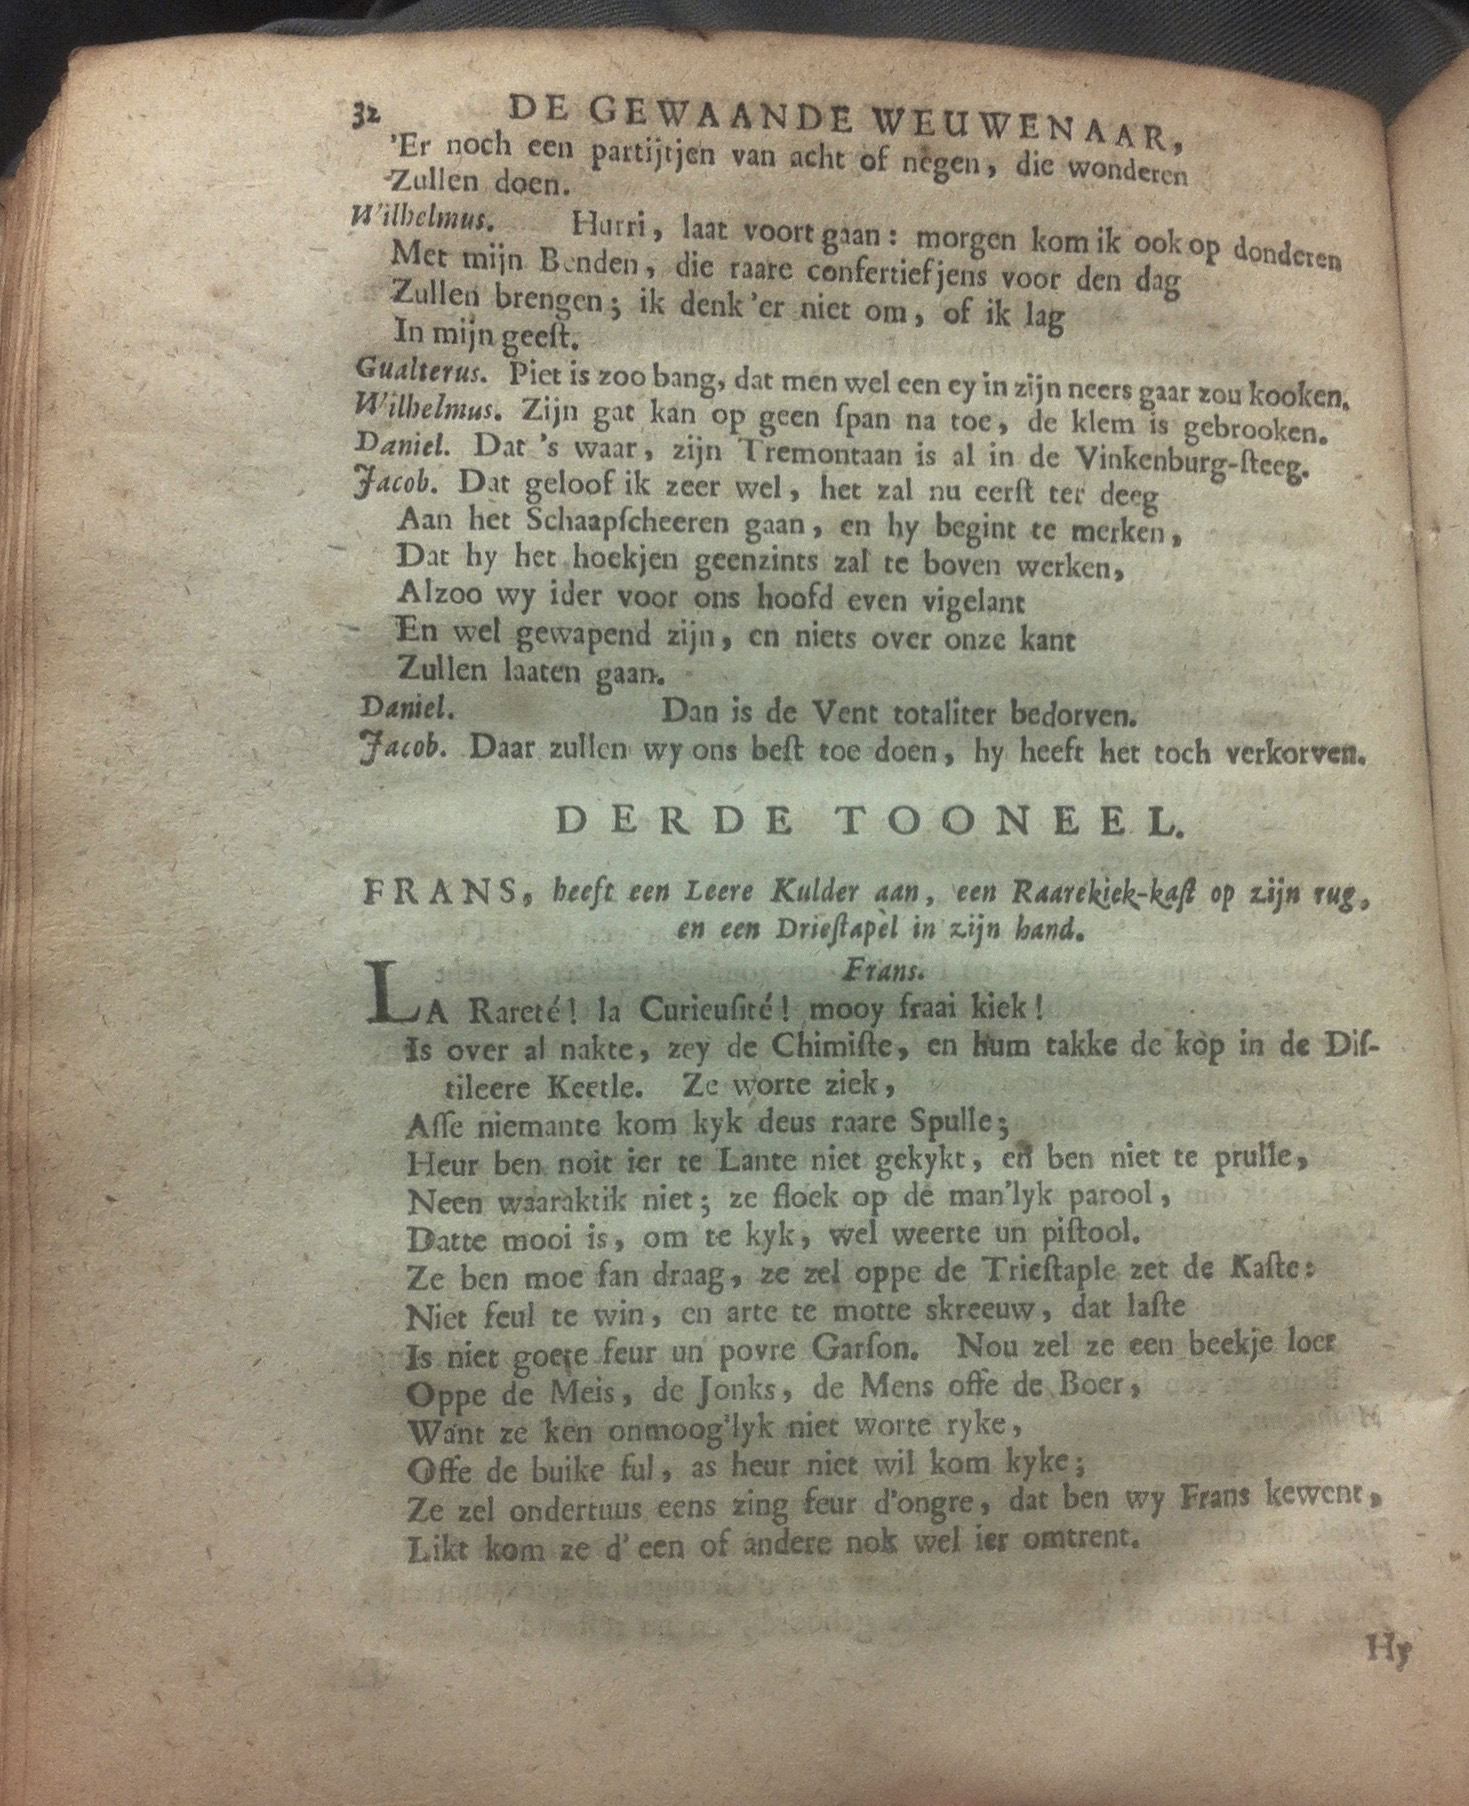 32 DE GEWAANDE WEUWENAAR,
'Er noch een partijtjen van acht of negen, die wonderen
Zullen doen.
Wilhelmus. Hurri, laat voort gaan: morgen kom ik ook op donderen
Met mijn Benden, die raare confertiefjens voor den dag
Zullen brengen; ik denk 'er niet om, of ik lag
In mijn geeſt.
Gualterus. Piet is zoo bang, dat men wel een ey in zijn neers gaar zou kooken.
Wilhelmus. Zijn gat kan op geen ſpan na toe, de klem is gebrooken.
Daniel. Dat 's waar, zijn Tremontaan is al in de Vinkenburg-ſteeg.
Jacob. Dat geloof ik zeer wel, het zal nu eerſt ter deeg
Aan het Schaapſcheeren gaan, en hy begint te merken,
Dat hy het hoekjen geenzints zal te boven werken,
Alzoo wy ider voor ons hoofd even vigelant
En wel gewapend zijn, en niets over onze kant
Zullen laaten gaan.
Daniel. Dan is de Vent totaliter bedorven.
Jacob. Daar zullen wy ons beſt toe doen, hy heeft het toch verkorven.
DERDE TOONEEL.
FRANS, heeft een Leere Kulder aan, een Raarekiek-kaſt op zijn rug,
en een Drieſtapel in zijn hand.
Frans.
LA Rareté! la Curieuſité! mooy fraai kiek!
Is over al nakte, zey de Chimiſte, en hum takke de kop in de Diſ-
tileere Keetle. Ze worte ziek,
Aſſe niemante kom kyk deus raare Spulle;
Heur ben noit ier te Lante niet gekykt, en ben niet te prulle,
Neen waaraktik niet; ze floek op de man'lyk parool,
Datte mooi is, om te kyk, wel weerte un piſtool.
Ze ben moe fan draag, ze zel oppe de Trieſtaple zet de Kaſte:
Niet feul te win, en arte te motte skreeuw, dat laſte
Is niet goete feur un povre Garſon. Nou zel ze een beekje loer
Oppe de Meis, de Jonks, de Mens offe de Boer,
Want ze ken onmoog'lyk niet worte ryke,
Offe de buike ful, as heur niet wil kom kyke;
Ze zel ondertuus eens zing feur d'ongre, dat ben wy Frans kewent,
Likt kom ze d' een of andere nok wel ier omtrent.
Hy